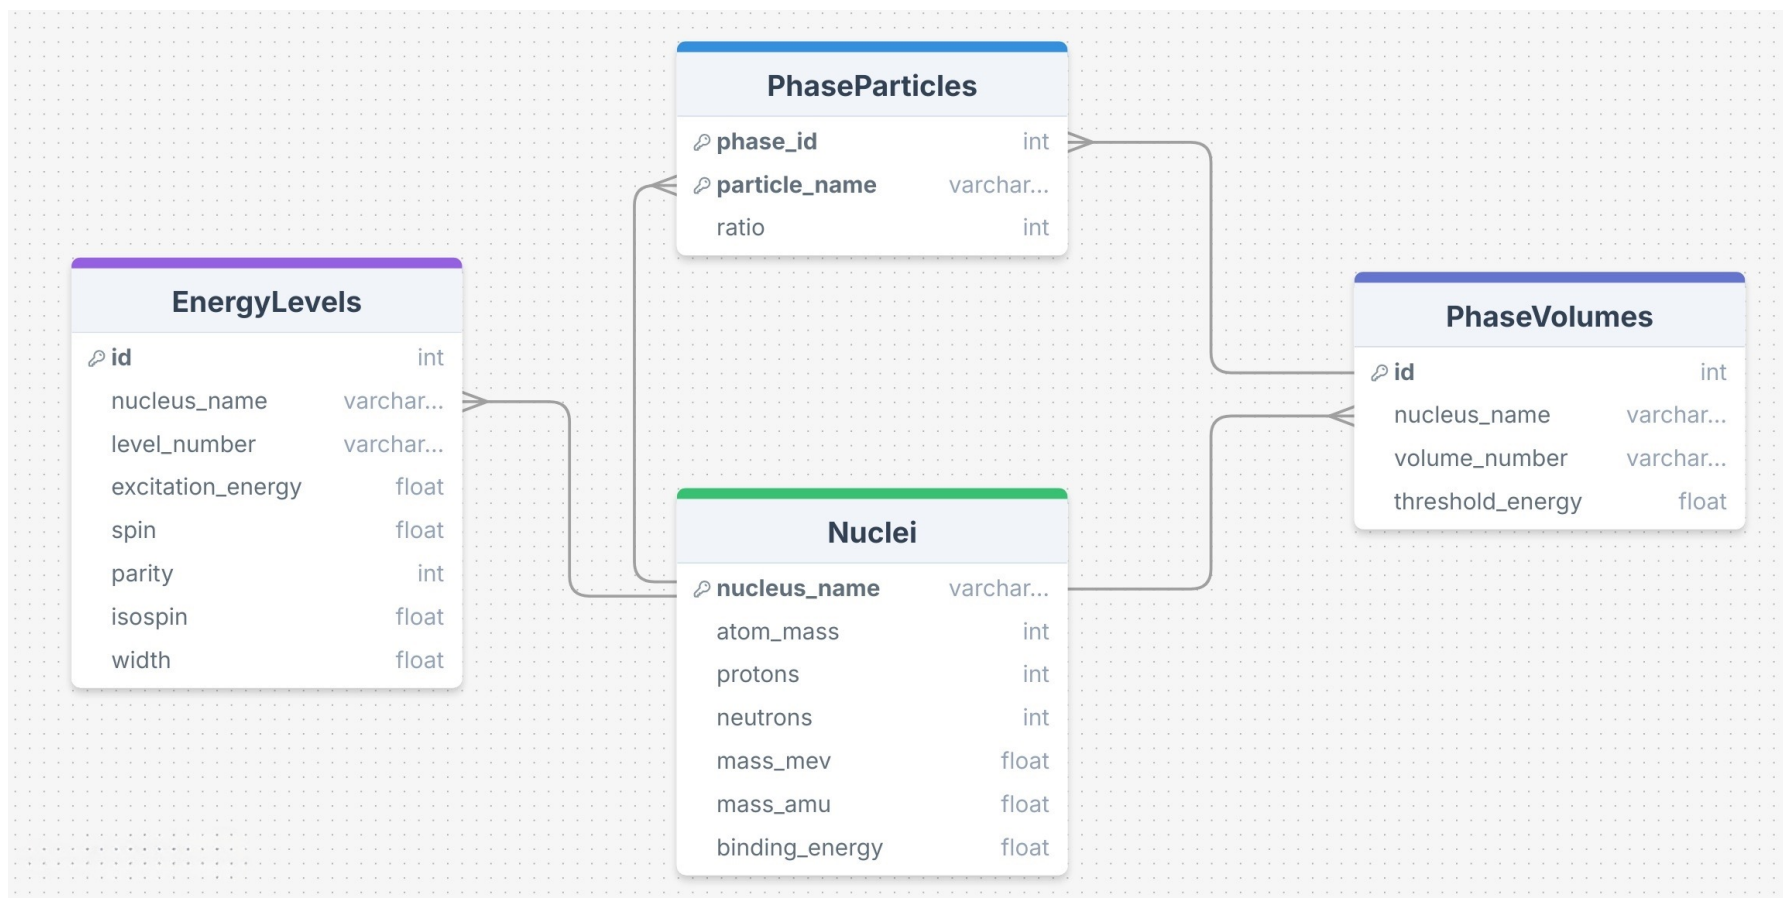 PhaseParticles
phase_id int
particle_name varchar...
ratio int
EnergyLevels
id int
nucleus_name varchar...
level_number varchar...
excitation_energy float
spin float
parity int
isospin float
width float
PhaseVolumes
id int
nucleus_name varchar...
volume_number varchar...
threshold_energy float
Nuclei
nucleus_name varchar...
atom_mass int
protons int
neutrons int
mass_mev float
mass_amu float
binding_energy float